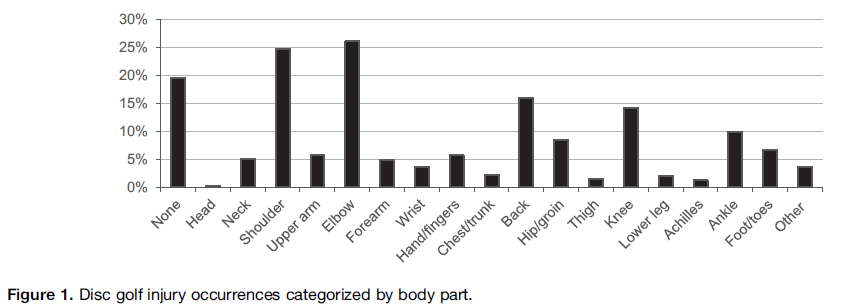 30%
25%
20%
15%
10%
5%
0%
None
Head
Neck
Shoulder
Upper arm
Elbow
Forearm
Wrist
Hand/fingers
Chest/trunk
Back
Hip/groin
Thigh
Knee
Lower leg
Achilles
Ankle
Foot/toes
Other
Figure 1. Disc golf injury occurrences categorized by body part.